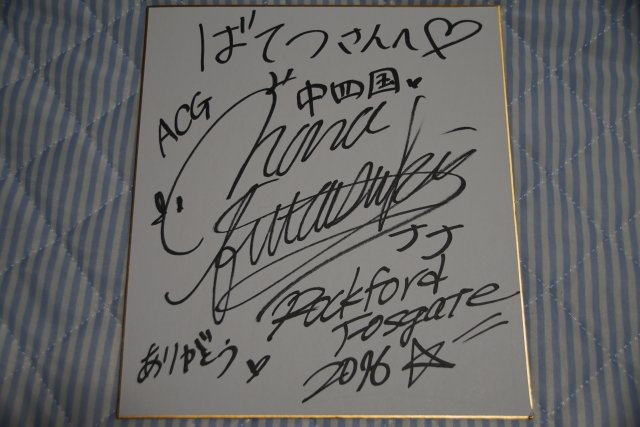 ばてつさんへ♡
ACG
中四国♥
ナナ
Rockford
Fosgate
2016☆
ありがとう♥